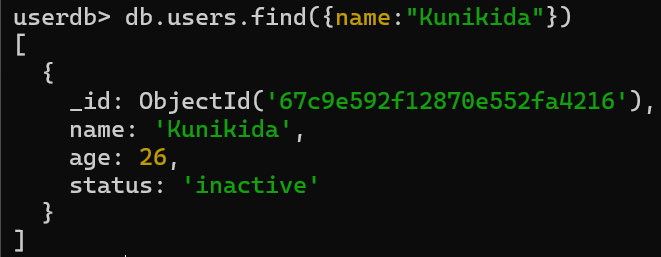 userdb> db.users.find({name:"Kunikida"})
[
  {
    _id: ObjectId('67c9e592f12870e552fa4216'),
    name: 'Kunikida',
    age: 26,
    status: 'inactive'
  }
]